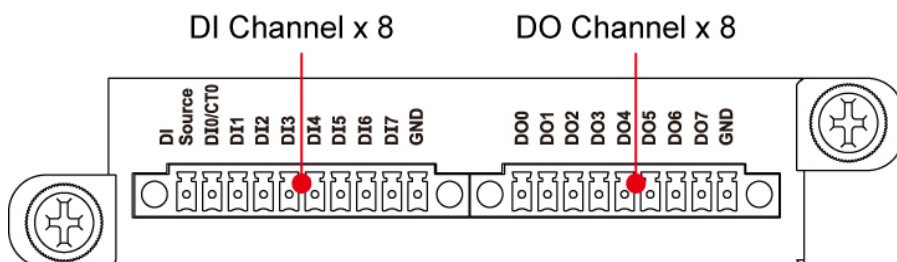 DI Channel x 8
DO Channel x 8
DI
Source
DI0/CT0
DI1
DI2
DI3
DI4
DI5
DI6
DI7
GND
DO0
DO1
DO2
DO3
DO4
DO5
DO6
DO7
GND